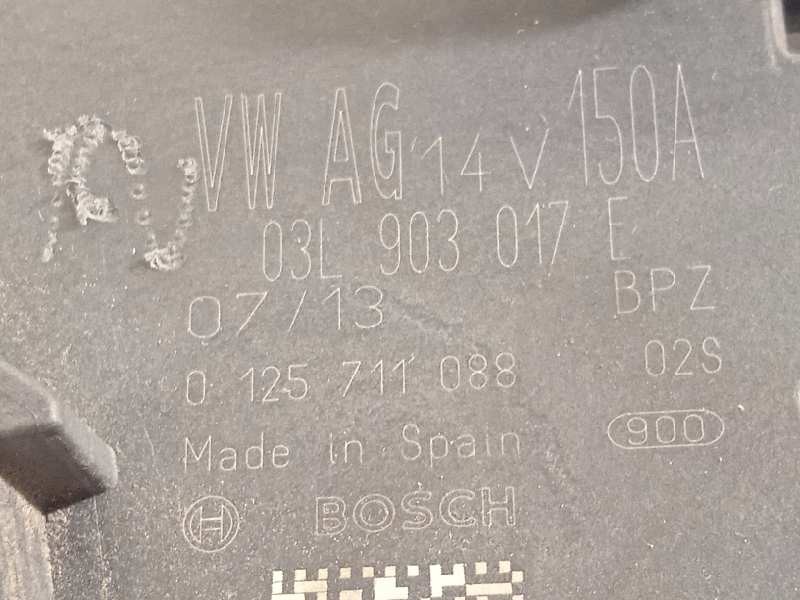 VW AG 14 V 150A
03L 903 017 E
07/13 BPZ
0 125 711 088 02S
Made in Spain 900
BOSCH